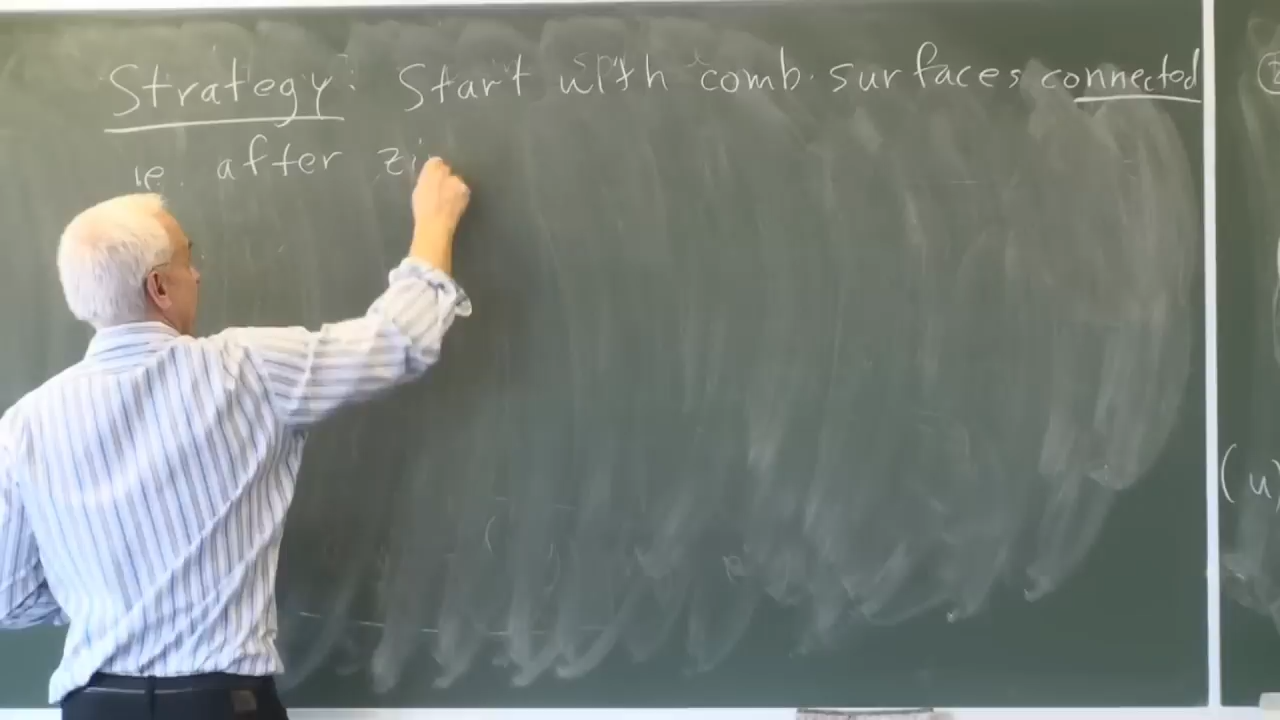 Strategy: Start with comb. surfaces connected
ie. after zi
(u)